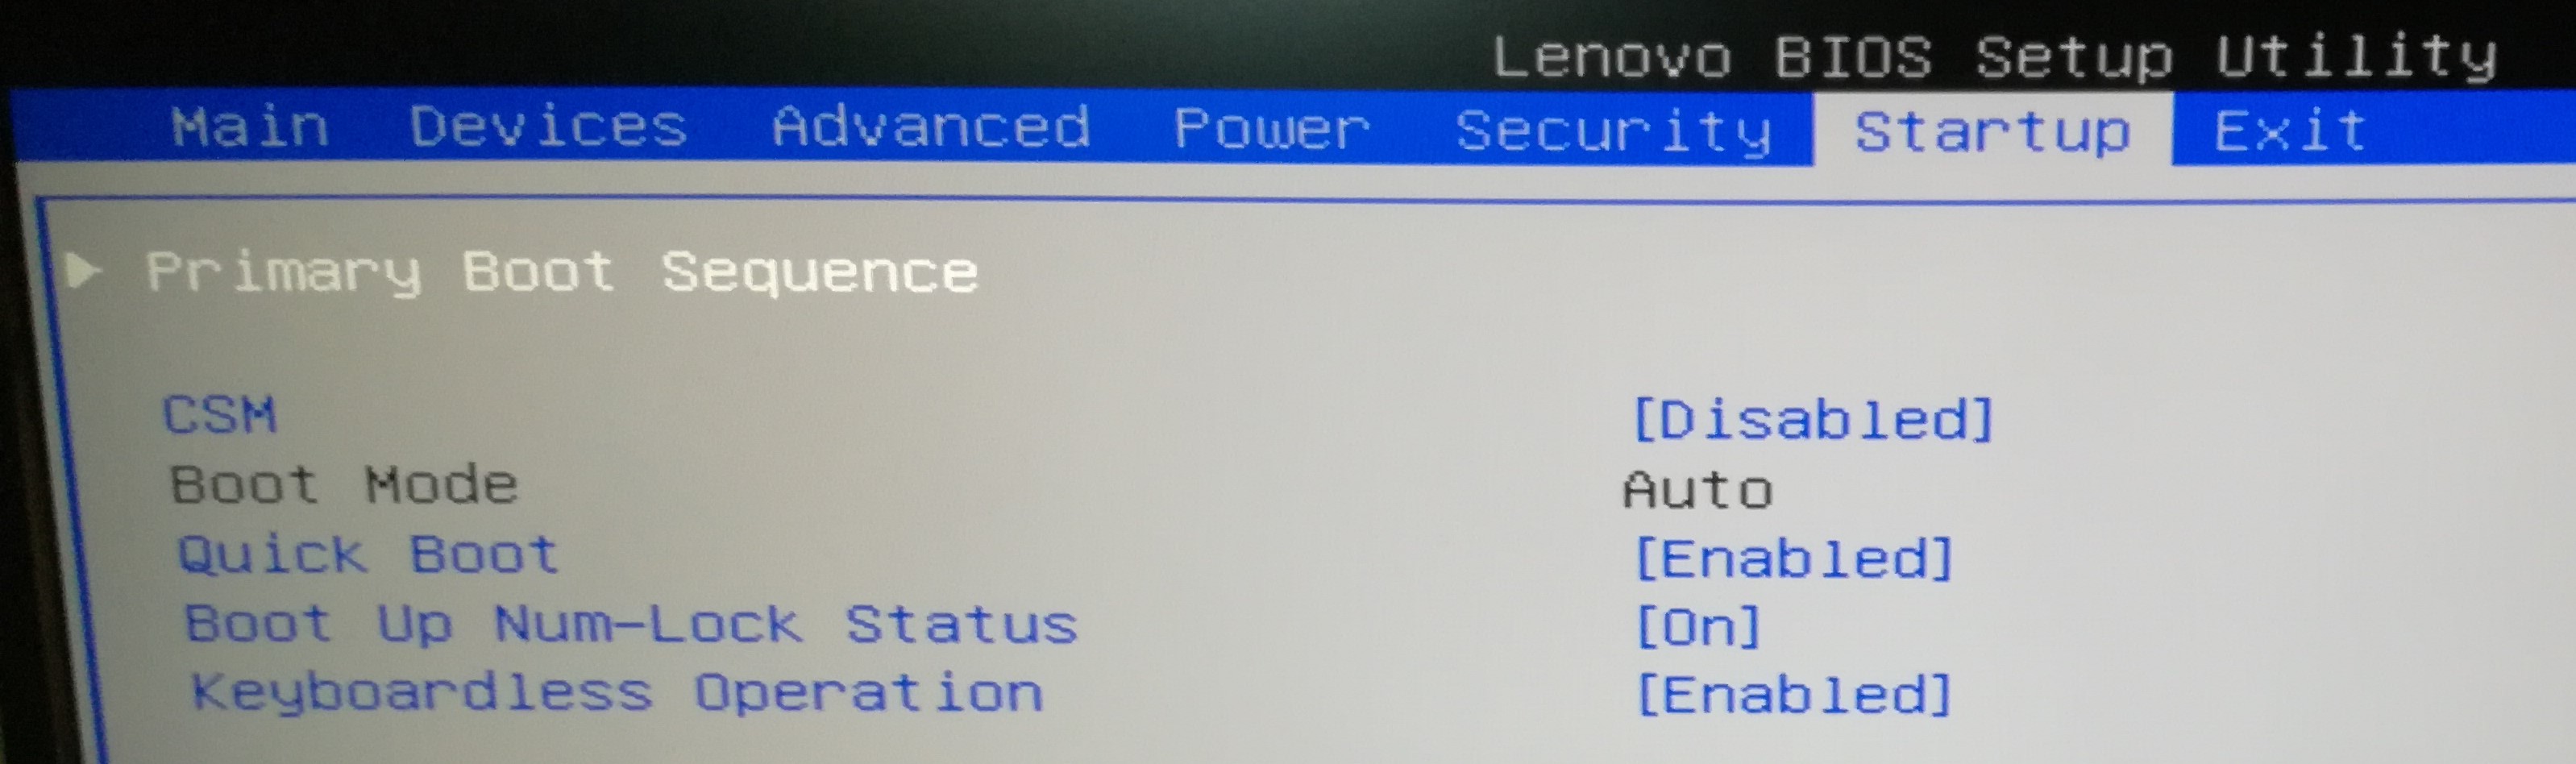 Lenovo BIOS Setup Utility
Main Devices Advanced Power Security Startup Exit
Primary Boot Sequence
CSM [Disabled]
Boot Mode Auto
Quick Boot [Enabled]
Boot Up Num-Lock Status [On]
Keyboardless Operation [Enabled]